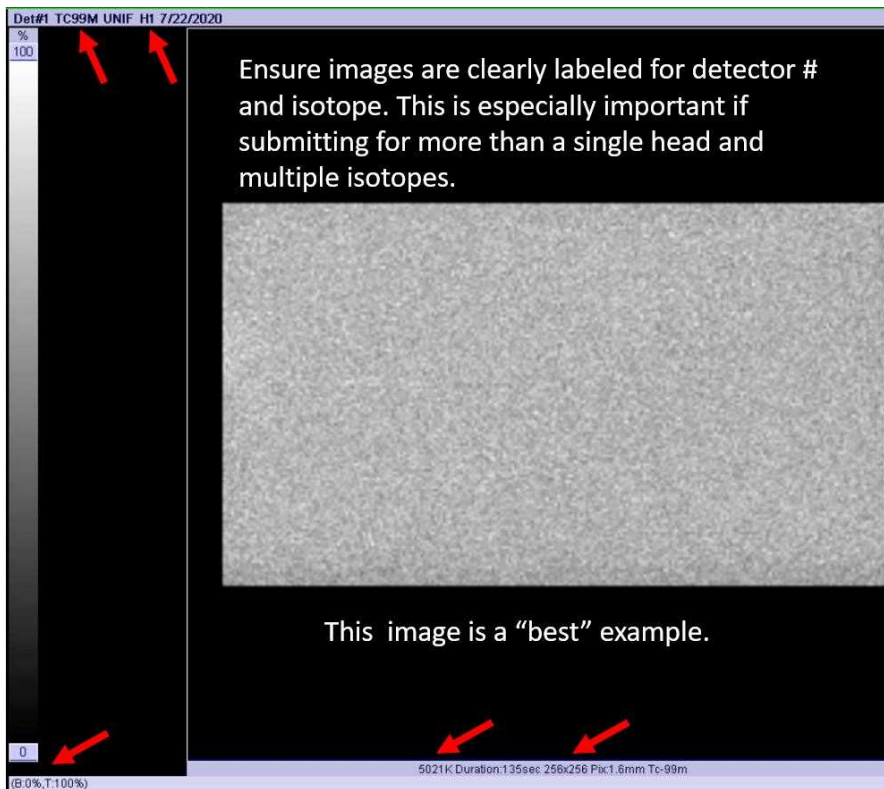 Det#1 TC99M UNIF H1 7/22/2020
%
100
Ensure images are clearly labeled for detector #
and isotope. This is especially important if
submitting for more than a single head and
multiple isotopes.
This image is a “best” example.
0
5021K Duration:135sec 256x256 Pix:1.6mm Tc-99m
(B:0%,T:100%)